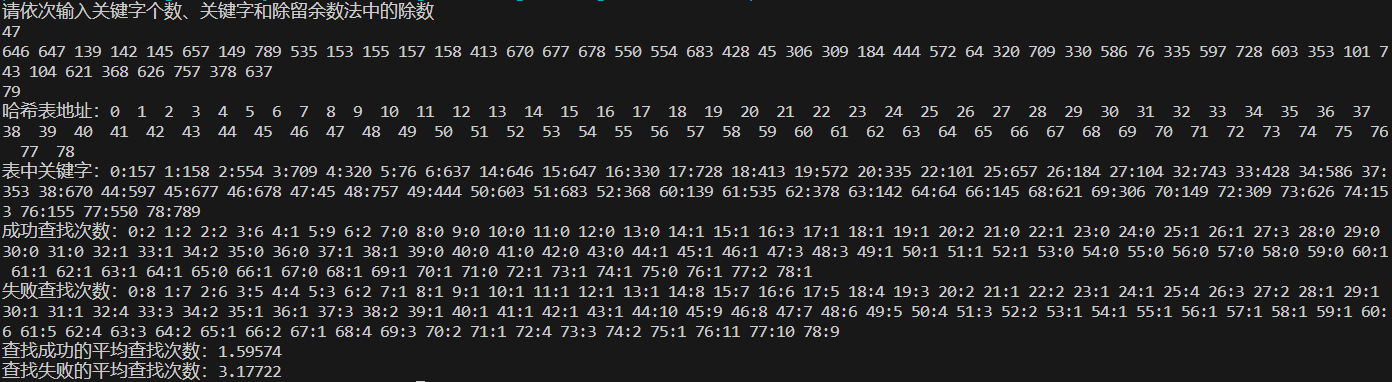 请依次输入关键字个数、关键字和除留余数法中的除数
47
646 647 139 142 145 657 149 789 535 153 155 157 158 413 670 677 678 550 554 683 428 45 306 309 184 444 572 64 320 709 330 586 76 335 597 728 603 353 101 7
43 104 621 368 626 757 378 637
79
哈希表地址: 0 1 2 3 4 5 6 7 8 9 10 11 12 13 14 15 16 17 18 19 20 21 22 23 24 25 26 27 28 29 30 31 32 33 34 35 36 37
38 39 40 41 42 43 44 45 46 47 48 49 50 51 52 53 54 55 56 57 58 59 60 61 62 63 64 65 66 67 68 69 70 71 72 73 74 75 76
77 78
表中关键字: 0:157 1:158 2:554 3:709 4:320 5:76 6:637 14:646 15:647 16:330 17:728 18:413 19:572 20:335 22:101 25:657 26:184 27:104 32:743 33:428 34:586 37:
353 38:670 44:597 45:677 46:678 47:45 48:757 49:444 50:603 51:683 52:368 60:139 61:535 62:378 63:142 64:64 66:145 68:621 69:306 70:149 72:309 73:626 74:15
3 76:155 77:550 78:789
成功查找次数: 0:2 1:2 2:2 3:6 4:1 5:9 6:2 7:0 8:0 9:0 10:0 11:0 12:0 13:0 14:1 15:1 16:3 17:1 18:1 19:1 20:2 21:0 22:1 23:0 24:0 25:1 26:1 27:3 28:0 29:0
30:0 31:0 32:1 33:1 34:2 35:0 36:0 37:1 38:1 39:0 40:0 41:0 42:0 43:0 44:1 45:1 46:1 47:3 48:3 49:1 50:1 51:1 52:1 53:0 54:0 55:0 56:0 57:0 58:0 59:0 60:1
61:1 62:1 63:1 64:1 65:0 66:1 67:0 68:1 69:1 70:1 71:0 72:1 73:1 74:1 75:0 76:1 77:2 78:1
失败查找次数: 0:8 1:7 2:6 3:5 4:4 5:3 6:2 7:1 8:1 9:1 10:1 11:1 12:1 13:1 14:8 15:7 16:6 17:5 18:4 19:3 20:2 21:1 22:2 23:1 24:1 25:4 26:3 27:2 28:1 29:1
30:1 31:1 32:4 33:3 34:2 35:1 36:1 37:3 38:2 39:1 40:1 41:1 42:1 43:1 44:10 45:9 46:8 47:7 48:6 49:5 50:4 51:3 52:2 53:1 54:1 55:1 56:1 57:1 58:1 59:1 60:
6 61:5 62:4 63:3 64:2 65:1 66:2 67:1 68:4 69:3 70:2 71:1 72:4 73:3 74:2 75:1 76:11 77:10 78:9
查找成功的平均查找次数: 1.59574
查找失败的平均查找次数: 3.17722